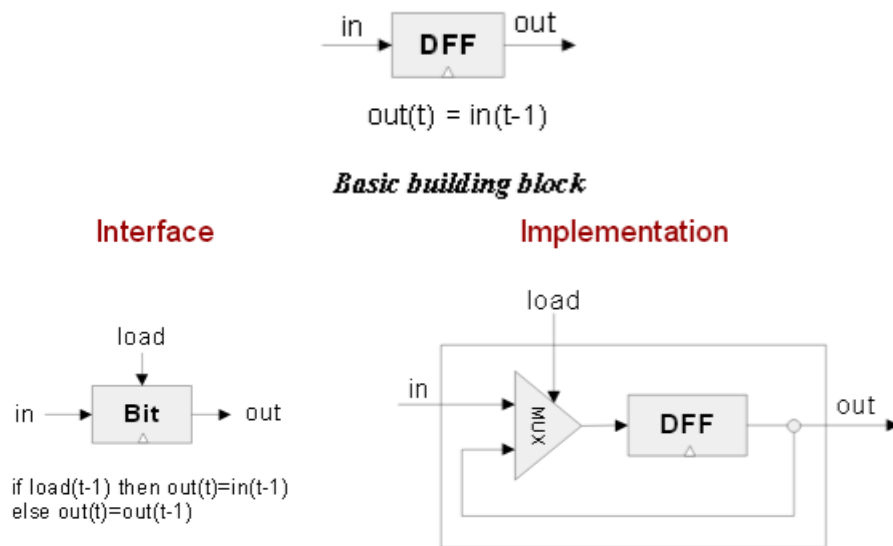 in
out
DFF
out(t) = in(t-1)
Basic building block
Interface
Implementation
load
in
Bit
out
if load(t-1) then out(t)=in(t-1)
else out(t)=out(t-1)
load
in
MUX
DFF
out